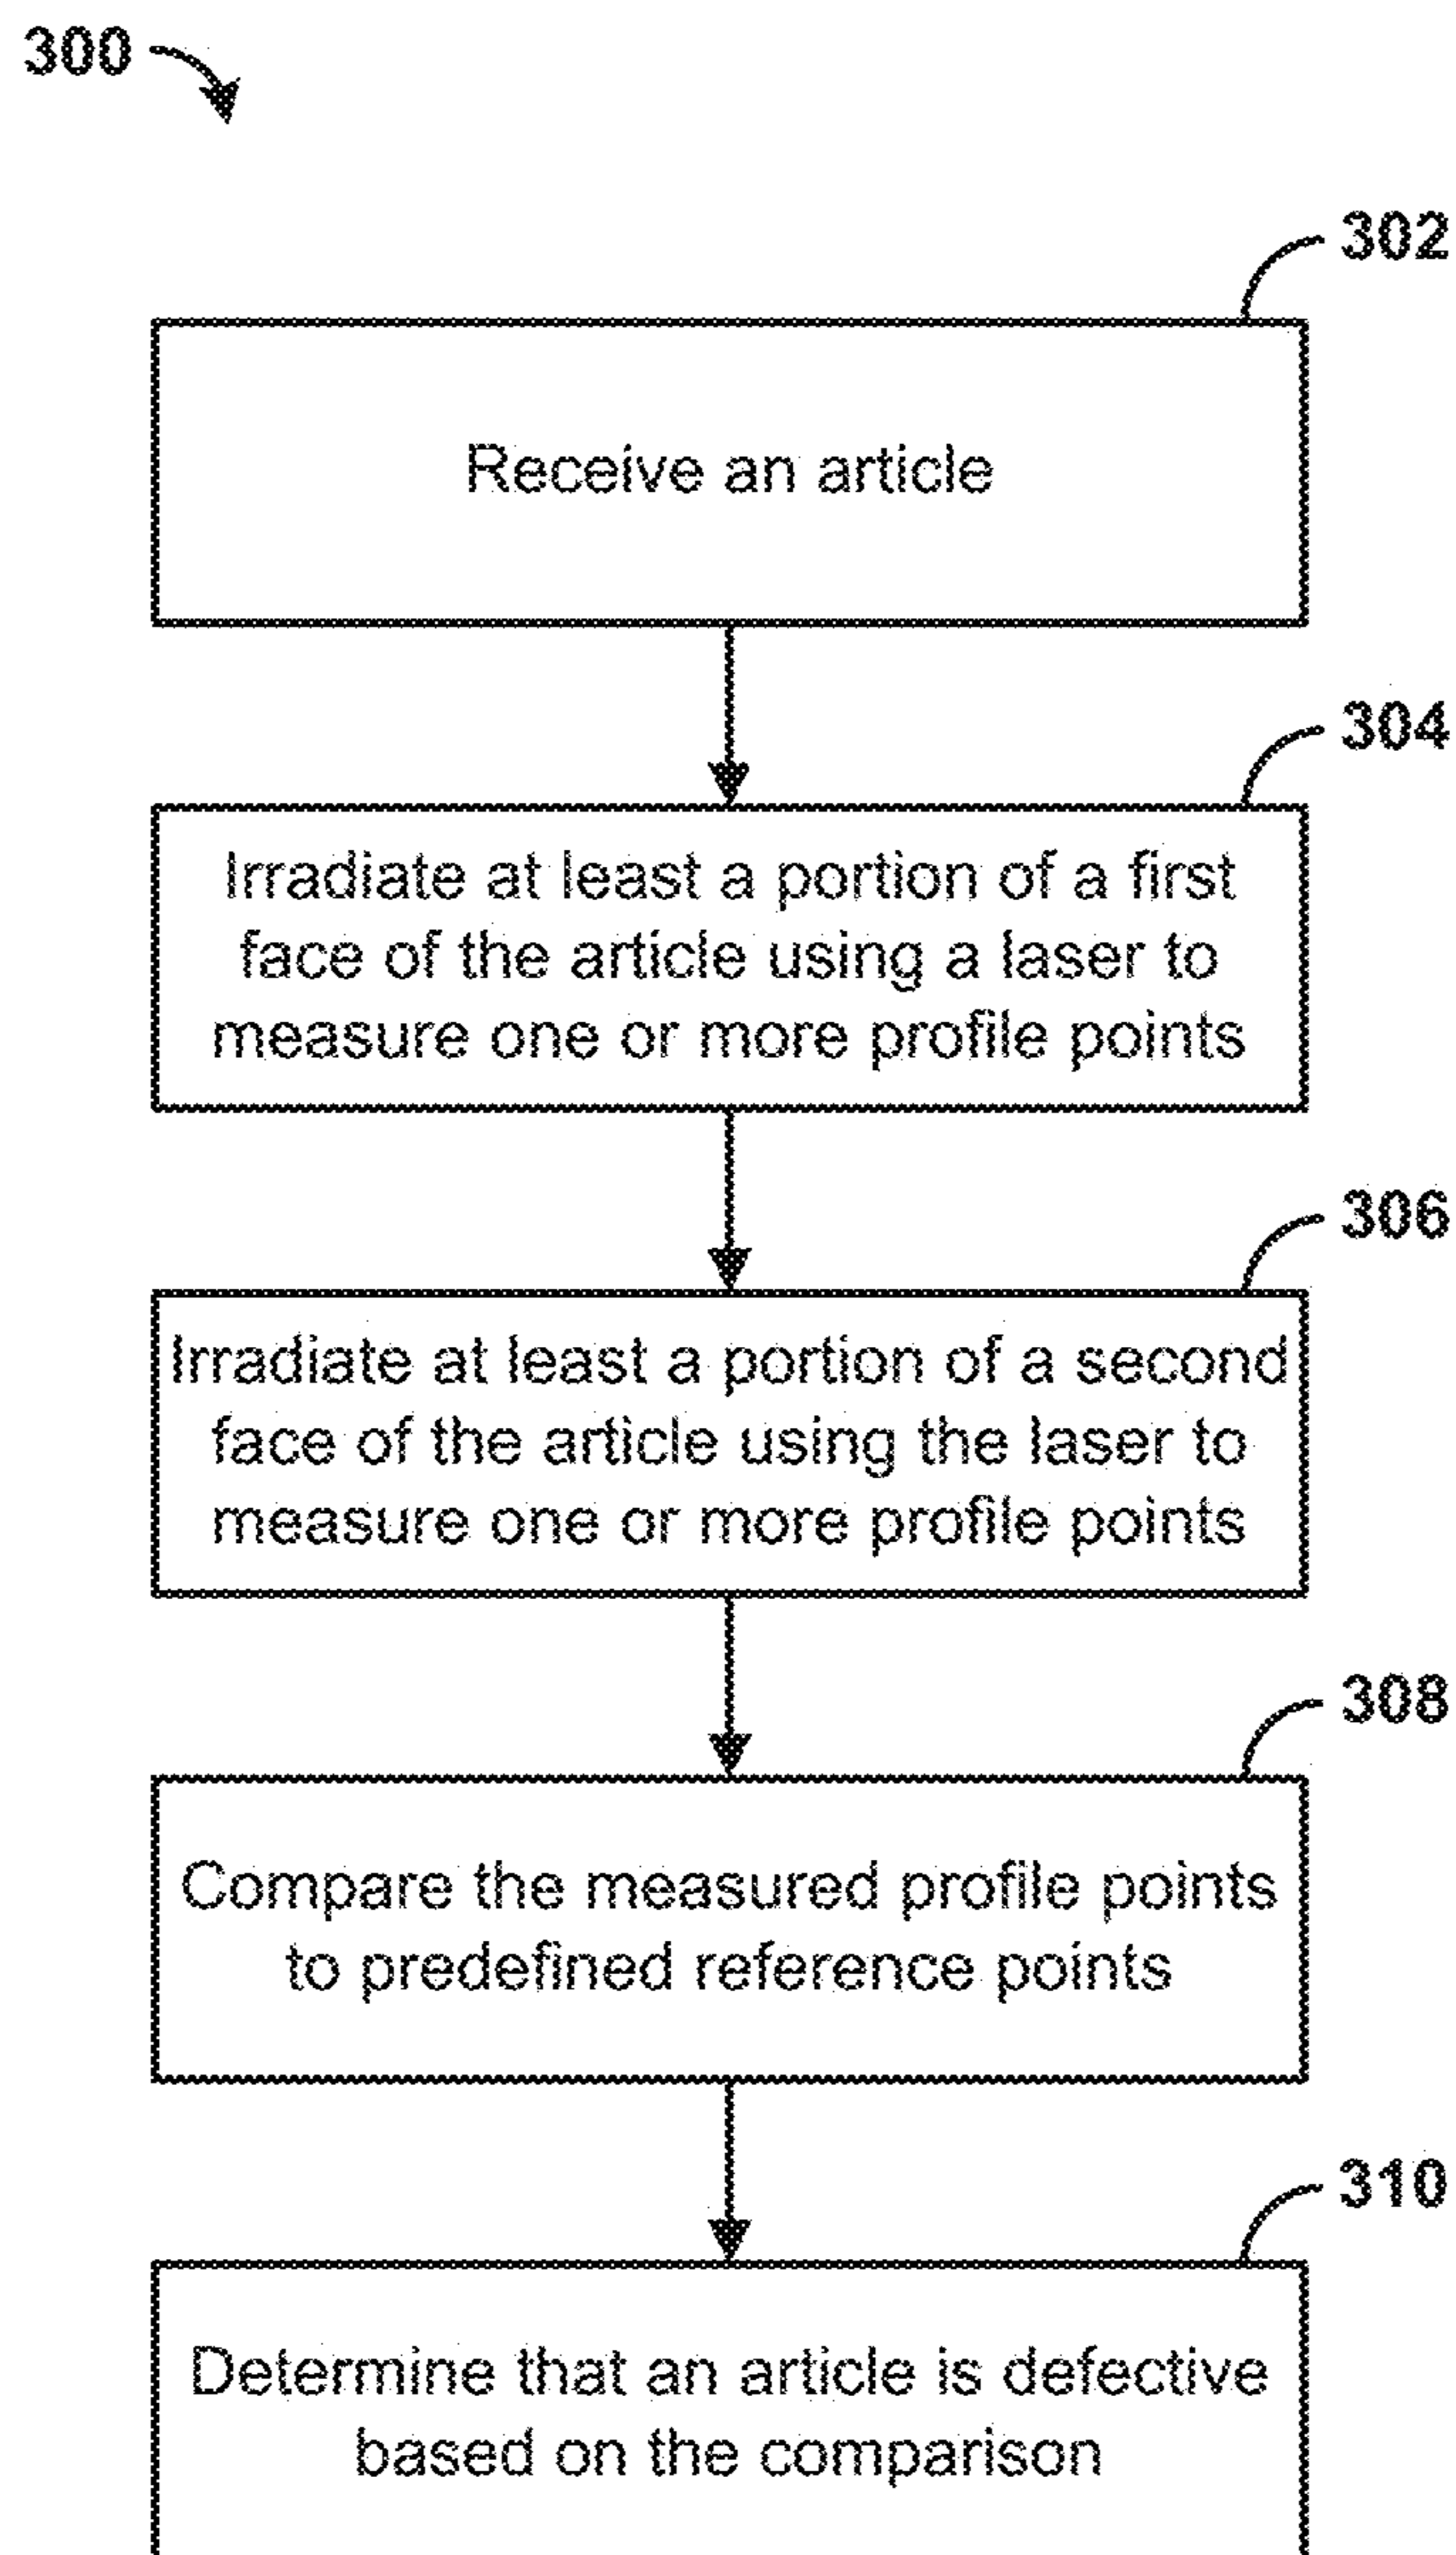 300
302
Receive an article
304
Irradiate at least a portion of a first
face of the article using a laser to
measure one or more profile points
306
Irradiate at least a portion of a second
face of the article using the laser to
measure one or more profile points
308
Compare the measured profile points
to predefined reference points
310
Determine that an article is defective
based on the comparison